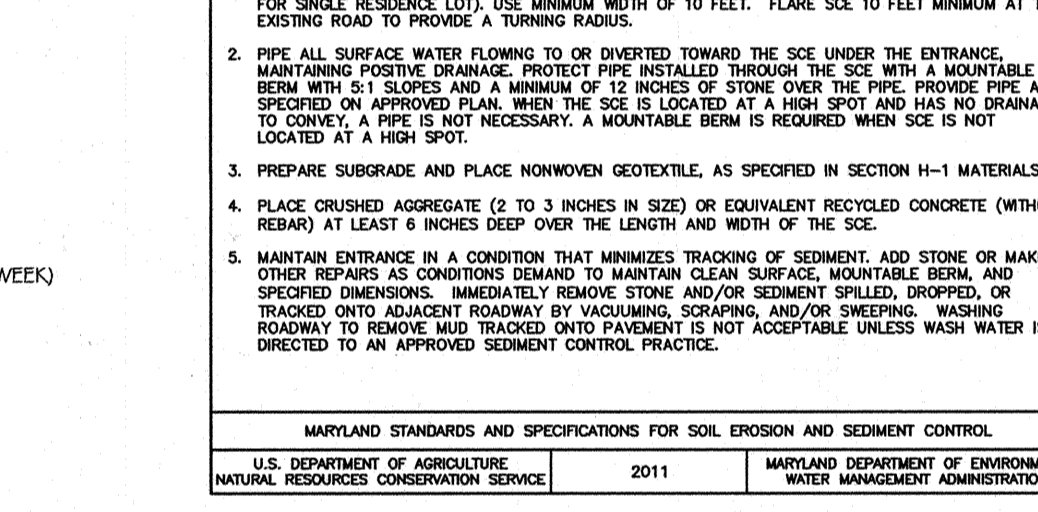 FOR SINGLE RESIDENCE LOT). USE MINIMUM WIDTH OF 10 FEET. FLARE SCE 10 FEET MINIMUM AT
EXISTING ROAD TO PROVIDE A TURNING RADIUS.
2. PIPE ALL SURFACE WATER FLOWING TO OR DIVERTED TOWARD THE SCE UNDER THE ENTRANCE,
MAINTAINING POSITIVE DRAINAGE. PROTECT PIPE INSTALLED THROUGH THE SCE WITH A MOUNTABLE
BERM WITH 5:1 SLOPES AND A MINIMUM OF 12 INCHES OF STONE OVER THE PIPE. PROVIDE PIPE A
SPECIFIED ON APPROVED PLAN. WHEN THE SCE IS LOCATED AT A HIGH SPOT AND HAS NO DRAINA
TO CONVEY, A PIPE IS NOT NECESSARY. A MOUNTABLE BERM IS REQUIRED WHEN SCE IS NOT
LOCATED AT A HIGH SPOT.
3. PREPARE SUBGRADE AND PLACE NONWOVEN GEOTEXTILE, AS SPECIFIED IN SECTION H-1 MATERIALS
4. PLACE CRUSHED AGGREGATE (2 TO 3 INCHES IN SIZE) OR EQUIVALENT RECYCLED CONCRETE (WITH
REBAR) AT LEAST 6 INCHES DEEP OVER THE LENGTH AND WIDTH OF THE SCE.
5. MAINTAIN ENTRANCE IN A CONDITION THAT MINIMIZES TRACKING OF SEDIMENT. ADD STONE OR MAK
OTHER REPAIRS AS CONDITIONS DEMAND TO MAINTAIN CLEAN SURFACE, MOUNTABLE BERM, AND
SPECIFIED DIMENSIONS. IMMEDIATELY REMOVE STONE AND/OR SEDIMENT SPILLED, DROPPED, OR
TRACKED ONTO ADJACENT ROADWAY BY VACUUMING, SCRAPING, AND/OR SWEEPING. WASHING
ROADWAY TO REMOVE MUD TRACKED ONTO PAVEMENT IS NOT ACCEPTABLE UNLESS WASH WATER I
DIRECTED TO AN APPROVED SEDIMENT CONTROL PRACTICE.
WEEK)
MARYLAND STANDARDS AND SPECIFICATIONS FOR SOIL EROSION AND SEDIMENT CONTROL
U.S. DEPARTMENT OF AGRICULTURE
NATURAL RESOURCES CONSERVATION SERVICE
2011
MARYLAND DEPARTMENT OF ENVIRONM
WATER MANAGEMENT ADMINISTRATIO